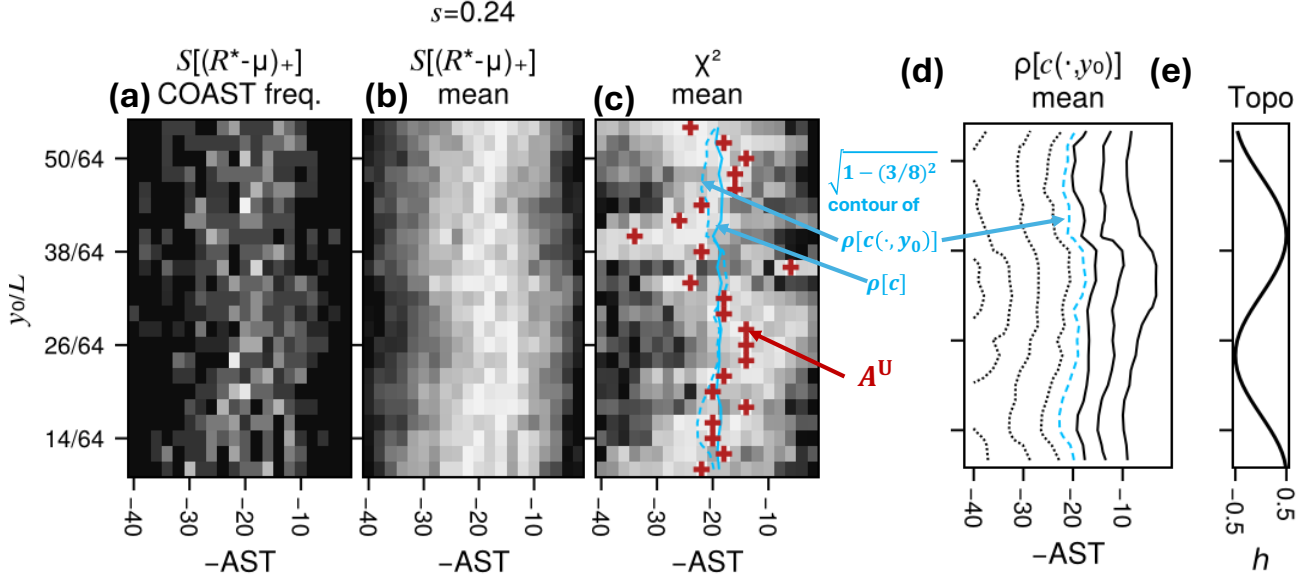 s=0.24
(a)
S[(R*-μ)+]
COAST freq.
(b)
S[(R*-μ)+]
mean
(c)
χ²
mean
(d)
ρ[c(·,y₀)]
mean
(e)
Topo
y₀/L
50/64
38/64
26/64
14/64
√1−(3/8)²
contour of
ρ[c(·, y₀)]
ρ[c]
Aᵁ
−40 −30 −20 −10
−AST
−40 −30 −20 −10
−AST
−40 −30 −20 −10
−AST
−40 −30 −20 −10
−AST
−0.5 0.5
h